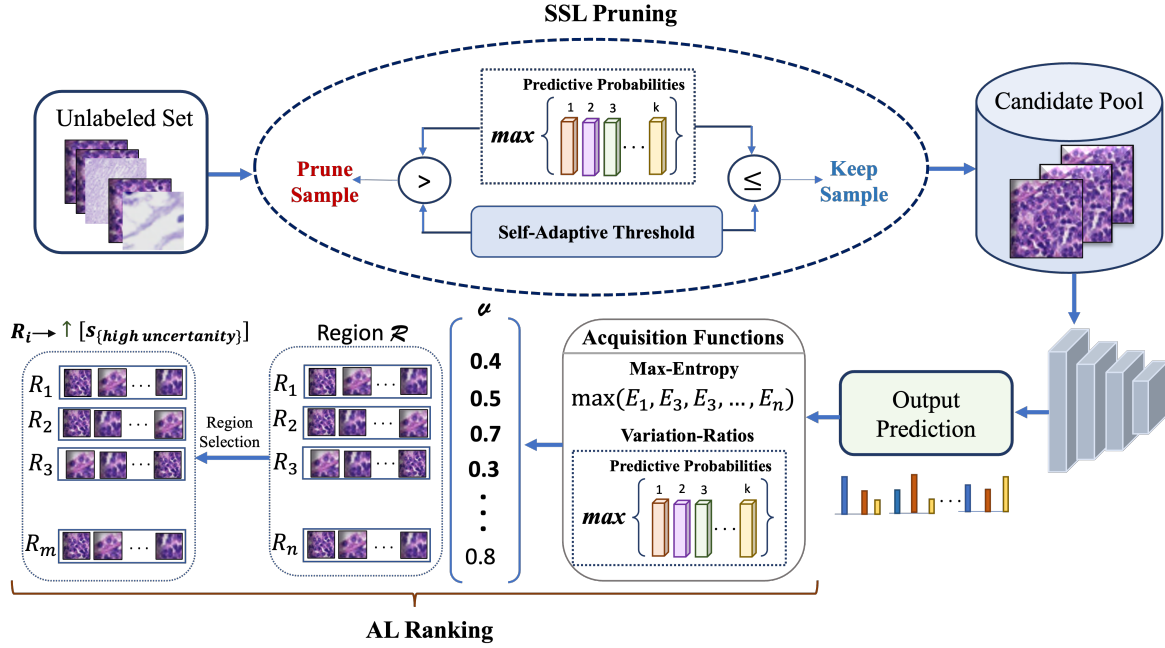 SSL Pruning
Unlabeled Set
Predictive Probabilities
1 2 3 k
max { ... }
>
≤
Prune
Sample
Keep
Sample
Self-Adaptive Threshold
Candidate Pool
Output
Prediction
...
Acquisition Functions
Max-Entropy
max(E1, E3, E3, ..., En)
Variation-Ratios
Predictive Probabilities
1 2 3 k
max { ... }
𝓋
0.4
0.5
0.7
0.3
0.8
Region ℛ
R1 ...
R2 ...
R3 ...
Rn ...
Region
Selection
Ri→ ↑ [s{high uncertanity}]
R1 ...
R2 ...
R3 ...
Rm ...
AL Ranking